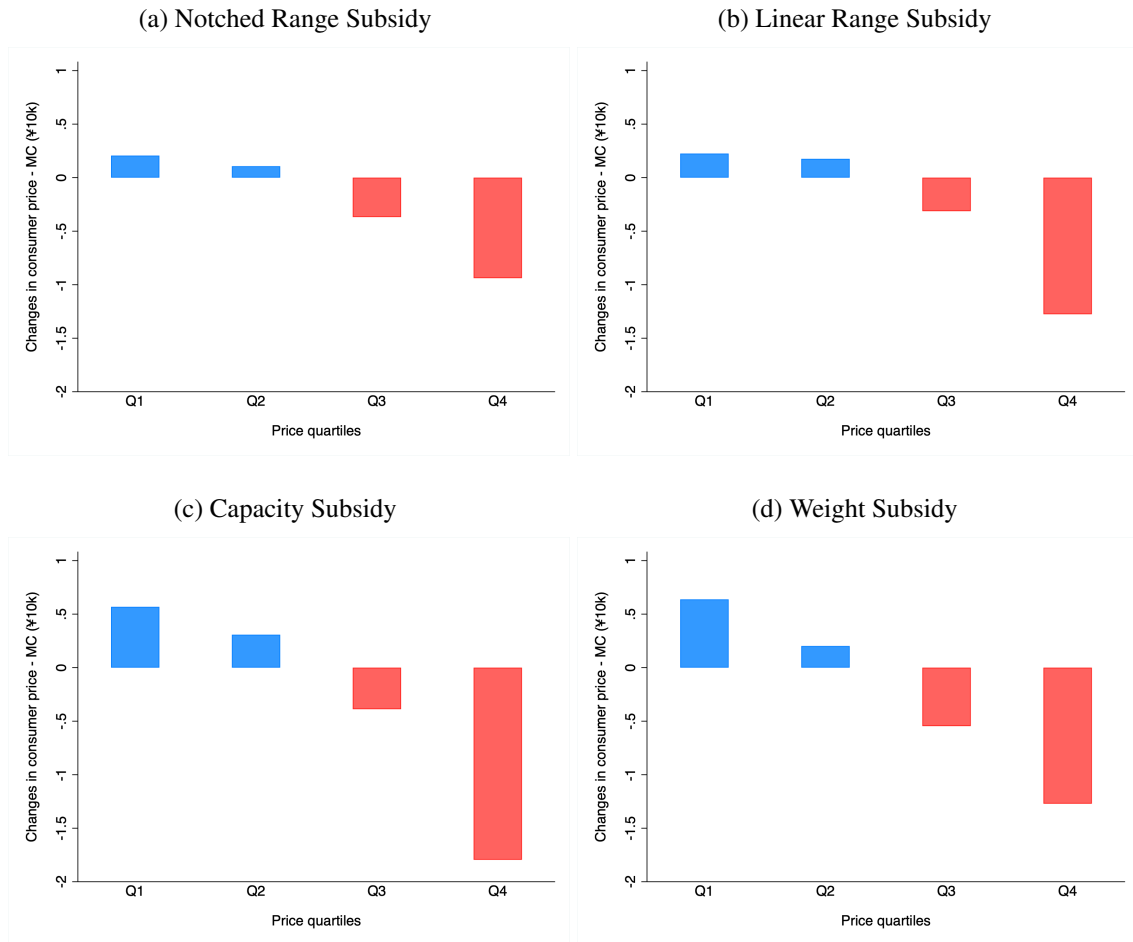 (a) Notched Range Subsidy
Changes in consumer price - MC (¥10k)
1
.5
0
-.5
-1
-1.5
-2
Q1 Q2 Q3 Q4
Price quartiles
(b) Linear Range Subsidy
Changes in consumer price - MC (¥10k)
1
.5
0
-.5
-1
-1.5
-2
Q1 Q2 Q3 Q4
Price quartiles
(c) Capacity Subsidy
Changes in consumer price - MC (¥10k)
1
.5
0
-.5
-1
-1.5
-2
Q1 Q2 Q3 Q4
Price quartiles
(d) Weight Subsidy
Changes in consumer price - MC (¥10k)
1
.5
0
-.5
-1
-1.5
-2
Q1 Q2 Q3 Q4
Price quartiles